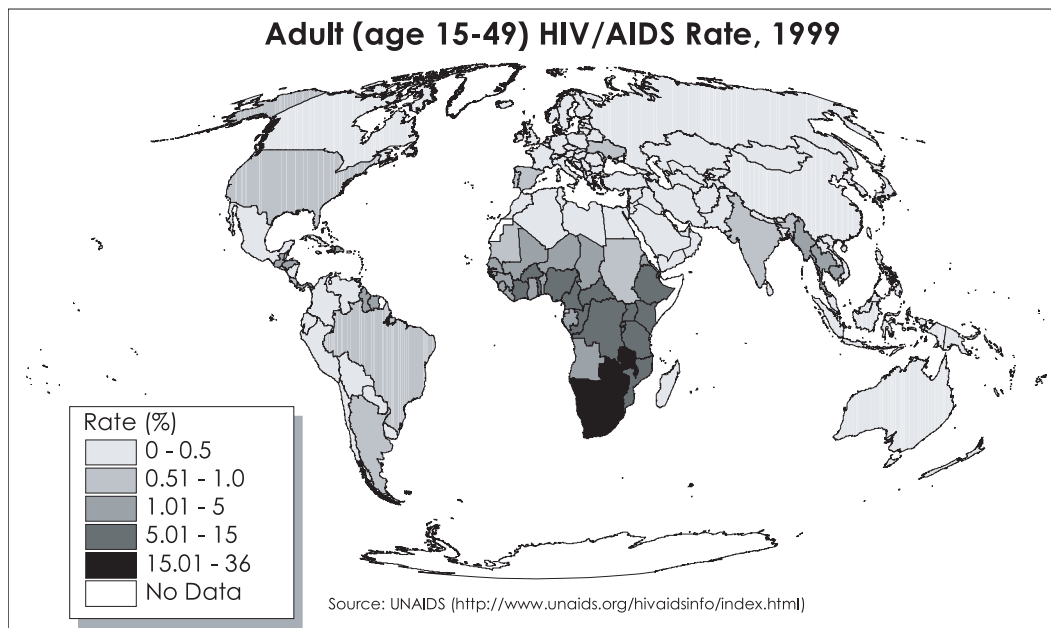 Adult (age 15-49) HIV/AIDS Rate, 1999
Rate (%)
0 - 0.5
0.51 - 1.0
1.01 - 5
5.01 - 15
15.01 - 36
No Data
Source: UNAIDS (http://www.unaids.org/hivaidsinfo/index.html)